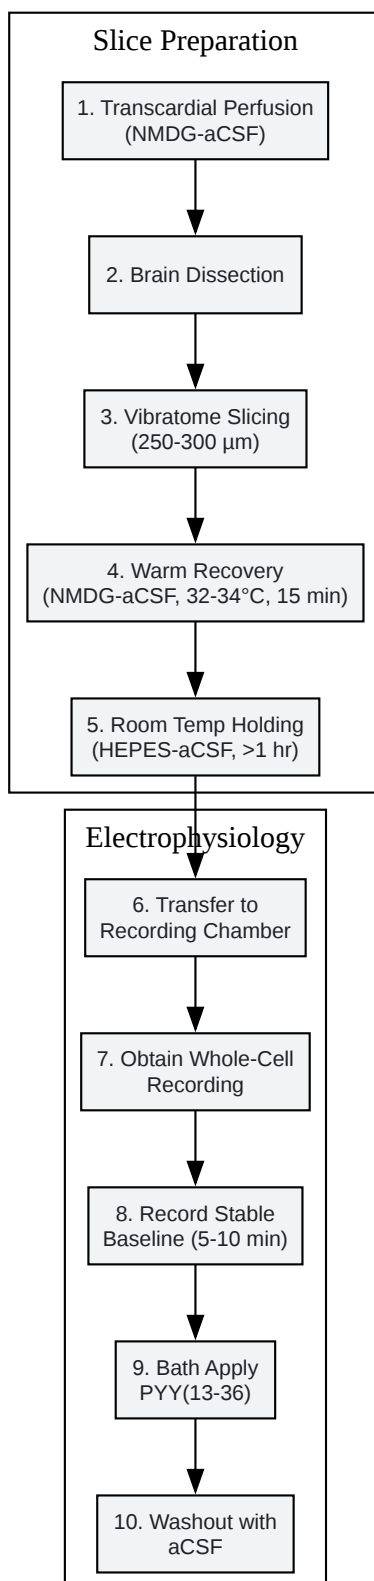 Slice Preparation
1. Transcardial Perfusion
(NMDG-aCSF)
2. Brain Dissection
3. Vibratome Slicing
(250-300 µm)
4. Warm Recovery
(NMDG-aCSF, 32-34°C, 15 min)
5. Room Temp Holding
(HEPES-aCSF, >1 hr)
Electrophysiology
6. Transfer to
Recording Chamber
7. Obtain Whole-Cell
Recording
8. Record Stable
Baseline (5-10 min)
9. Bath Apply
PYY(13-36)
10. Washout with
aCSF